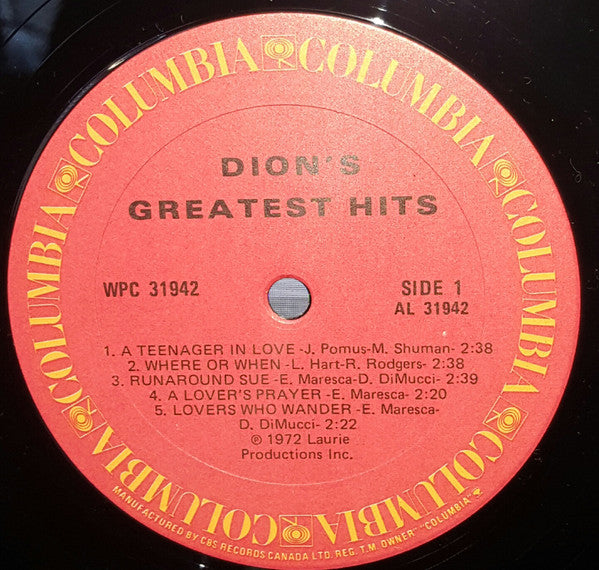 COLUMBIA COLUMBIA COLUMBIA COLUMBIA COLUMBIA COLUMBIA COLUMBIA
DION'S
GREATEST HITS
WPC 31942
SIDE 1
AL 31942
1. A TEENAGER IN LOVE -J. Pomus-M. Shuman- 2:38
2. WHERE OR WHEN -L. Hart-R. Rodgers- 2:38
3. RUNAROUND SUE -E. Maresca-D. DiMucci- 2:39
4. A LOVER'S PRAYER -E. Maresca- 2:20
5. LOVERS WHO WANDER -E. Maresca-
D. DiMucci- 2:22
℗ 1972 Laurie
Productions Inc.
MANUFACTURED BY CBS RECORDS CANADA LTD. REG. T.M. OWNER "COLUMBIA."